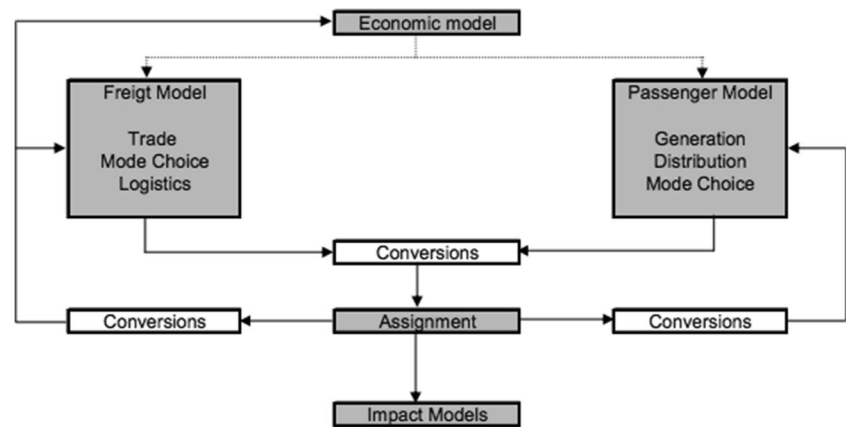 Economic model
Freigt Model
Trade
Mode Choice
Logistics
Passenger Model
Generation
Distribution
Mode Choice
Conversions
Conversions
Assignment
Conversions
Impact Models